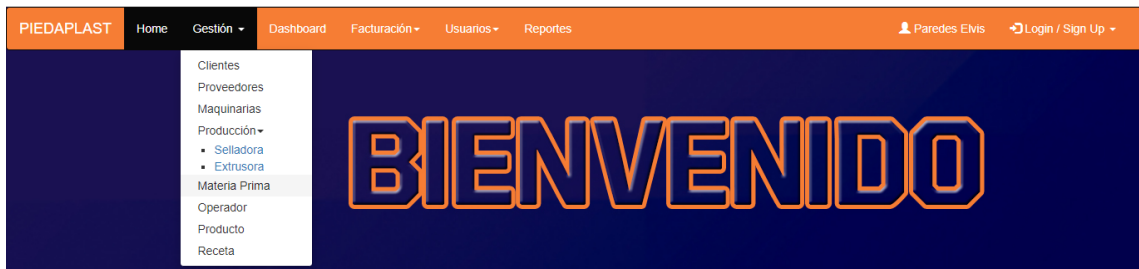 PIEDAPLAST Home Gestión Dashboard Facturación Usuarios Reportes Paredes Elvis Login / Sign Up
Clientes
Proveedores
Maquinarias
Producción
Selladora
Extrusora
Materia Prima
Operador
Producto
Receta
BIENVENIDO